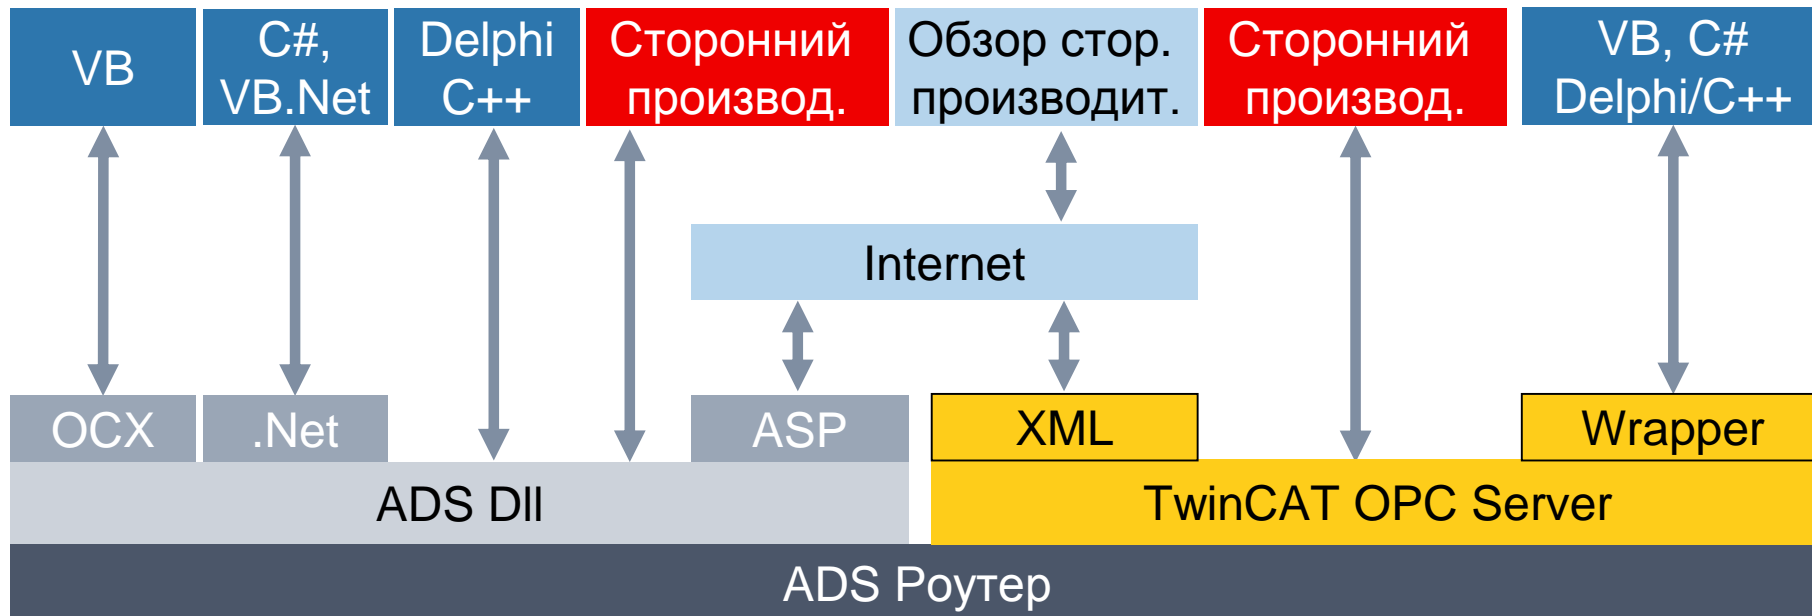 VB
C#,
VB.Net
Delphi
C++
Сторонний
производ.
Обзор стор.
производит.
Сторонний
производ.
VB, C#
Delphi/C++
Internet
OCX
.Net
ASP
XML
Wrapper
ADS Dll
TwinCAT OPC Server
ADS Роутер